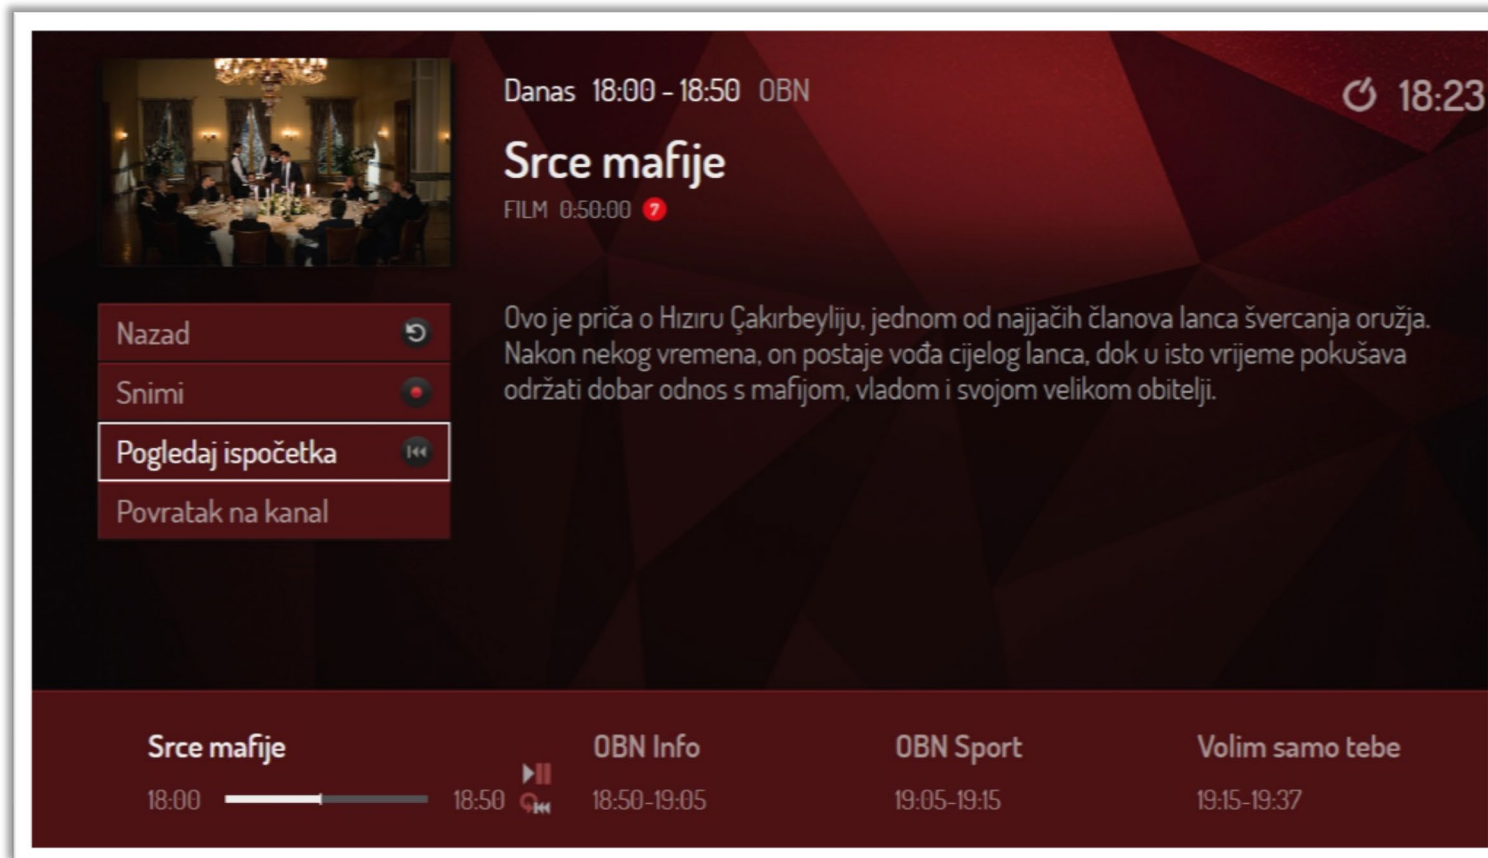 Danas 18:00 - 18:50 OBN
18:23
Srce mafije
FILM 0:50:00 7
Nazad
Snimi
Pogledaj ispočetka
Povratak na kanal
Ovo je priča o Hızıru Çakırbeyliju, jednom od najjačih članova lanca švercanja oružja.
Nakon nekog vremena, on postaje vođa cijelog lanca, dok u isto vrijeme pokušava
održati dobar odnos s mafijom, vladom i svojom velikom obitelji.
Srce mafije
18:00 18:50
OBN Info
18:50-19:05
OBN Sport
19:05-19:15
Volim samo tebe
19:15-19:37